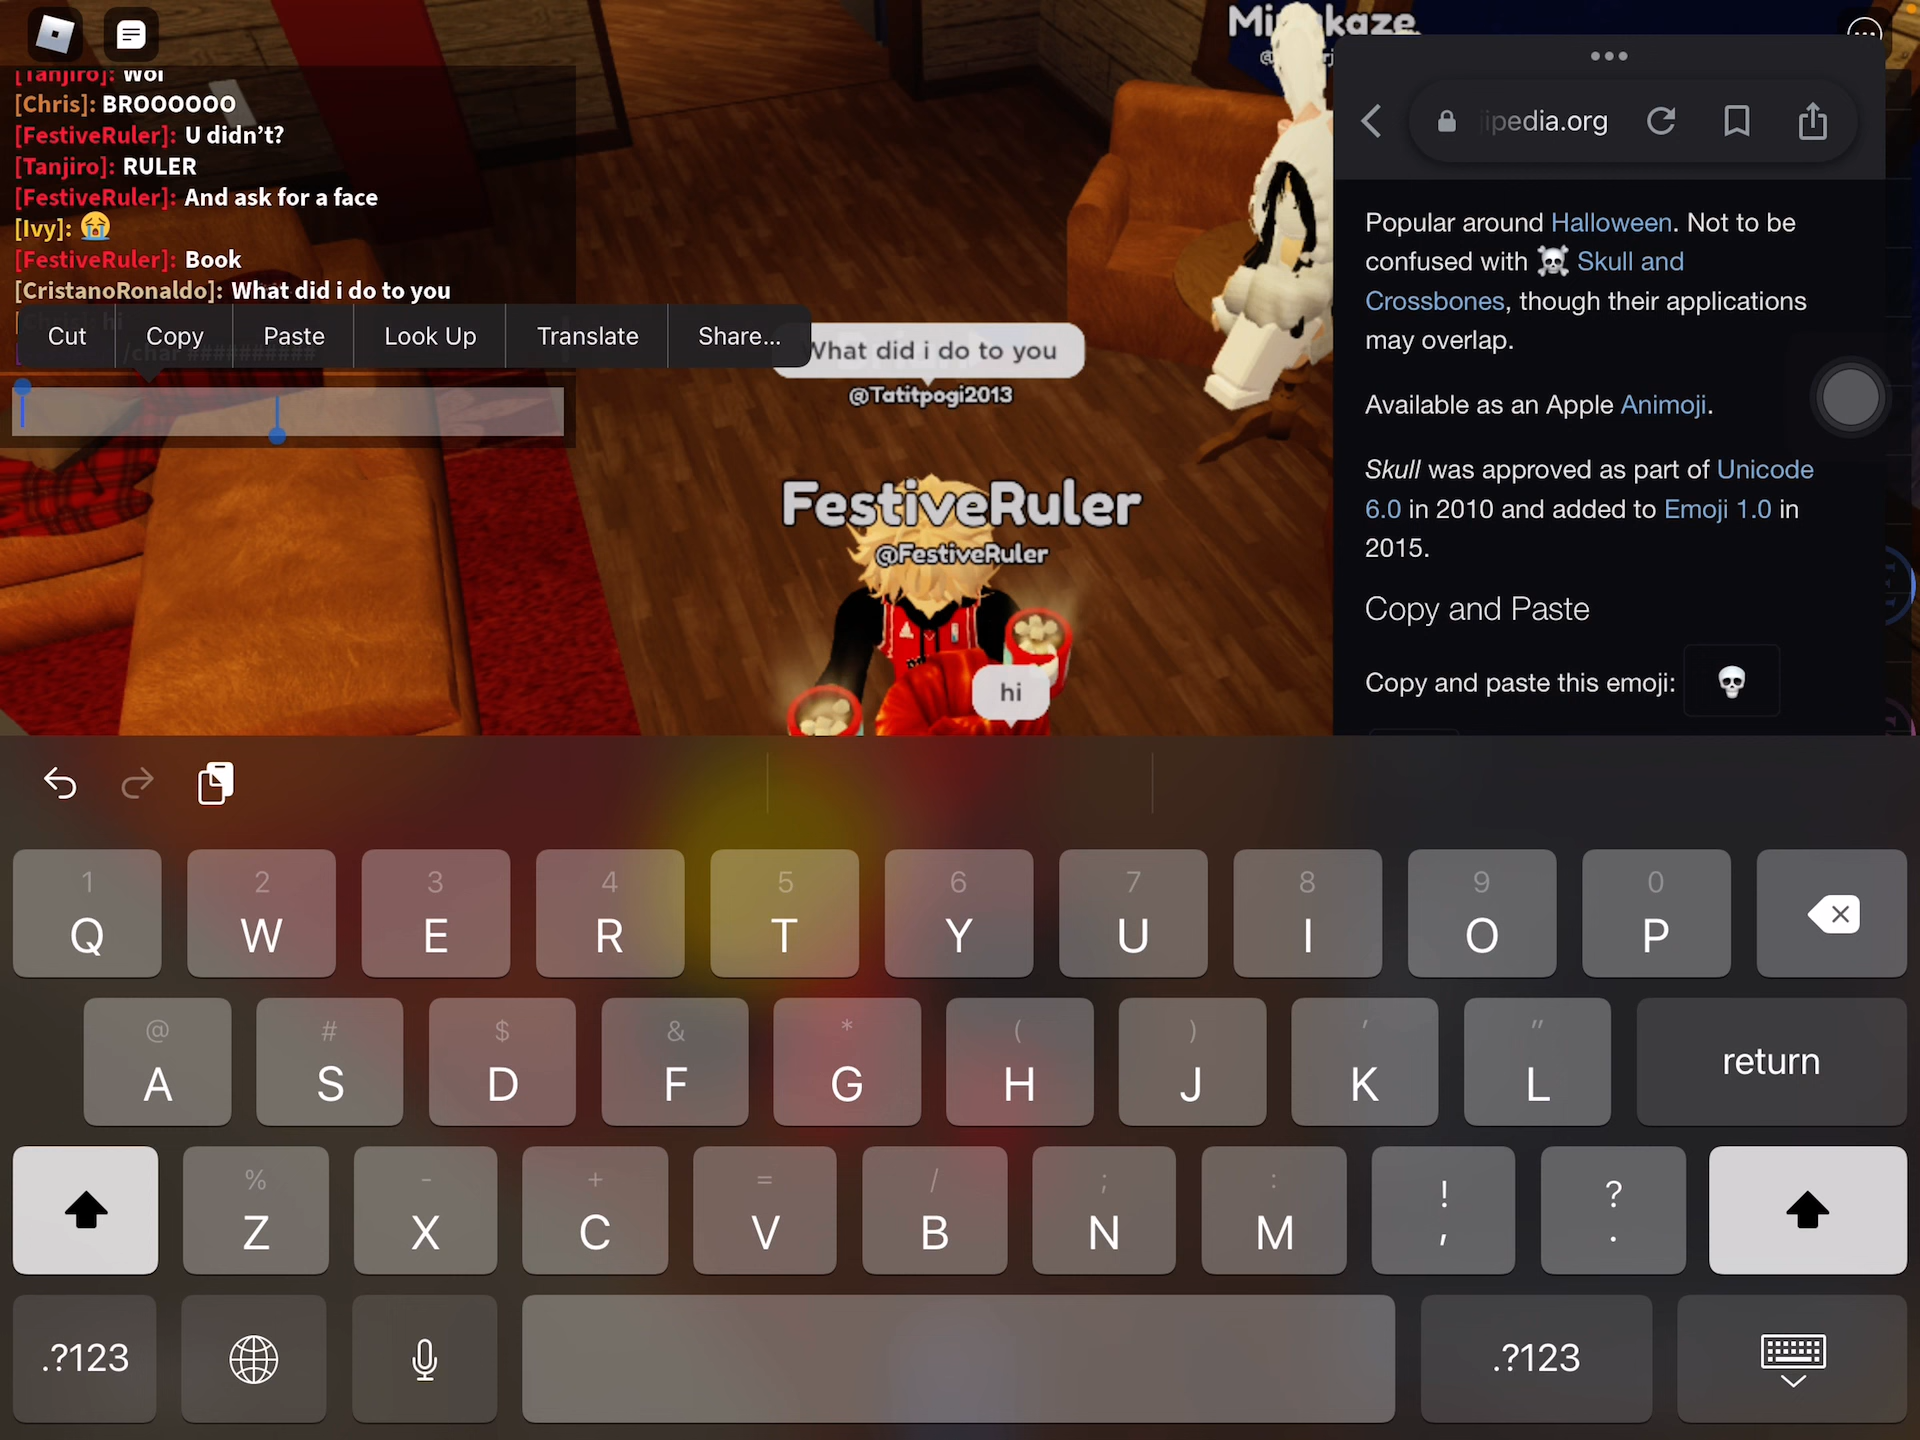 [Tanjiro]: Woi
[Chris]: BROOOOOO
[FestiveRuler]: U didn't?
[Tanjiro]: RULER
[FestiveRuler]: And ask for a face
[Ivy]: 😭
[FestiveRuler]: Book
[CristanoRonaldo]: What did i do to you
[Chris]: hi
/char ##########
Cut
Copy
Paste
Look Up
Translate
Share...
What did i do to you
@Tatitpogi2013
FestiveRuler
@FestiveRuler
hi
ipedia.org
Popular around Halloween. Not to be
confused with ☠️ Skull and
Crossbones, though their applications
may overlap.
Available as an Apple Animoji.
Skull was approved as part of Unicode
6.0 in 2010 and added to Emoji 1.0 in
2015.
Copy and Paste
Copy and paste this emoji: 💀
1 2 3 4 5 6 7 8 9 0
Q W E R T Y U I O P
@ # $ & * ( ) ' "
A S D F G H J K L return
% - + = / ; : ! ?
Z X C V B N M , .
.?123 .?123